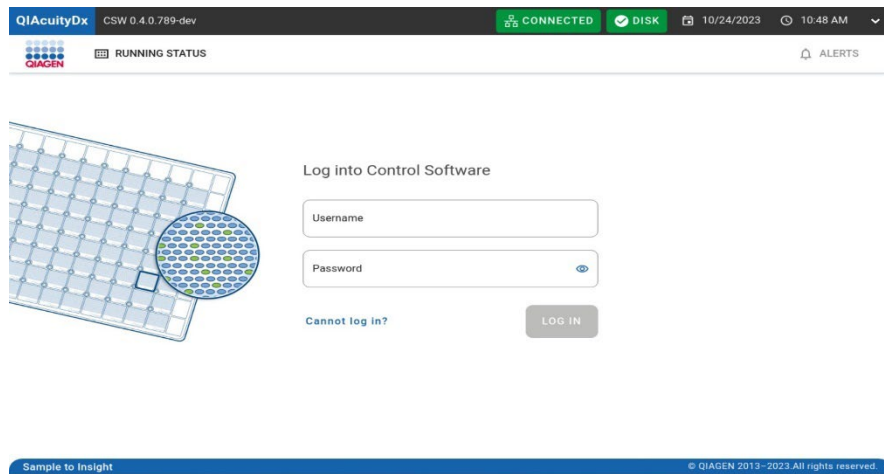 QIAcuityDx CSW 0.4.0.789-dev CONNECTED DISK 10/24/2023 10:48 AM
QIAGEN RUNNING STATUS ALERTS
Log into Control Software
Username
Password
Cannot log in? LOG IN
Sample to Insight © QIAGEN 2013–2023.All rights reserved.